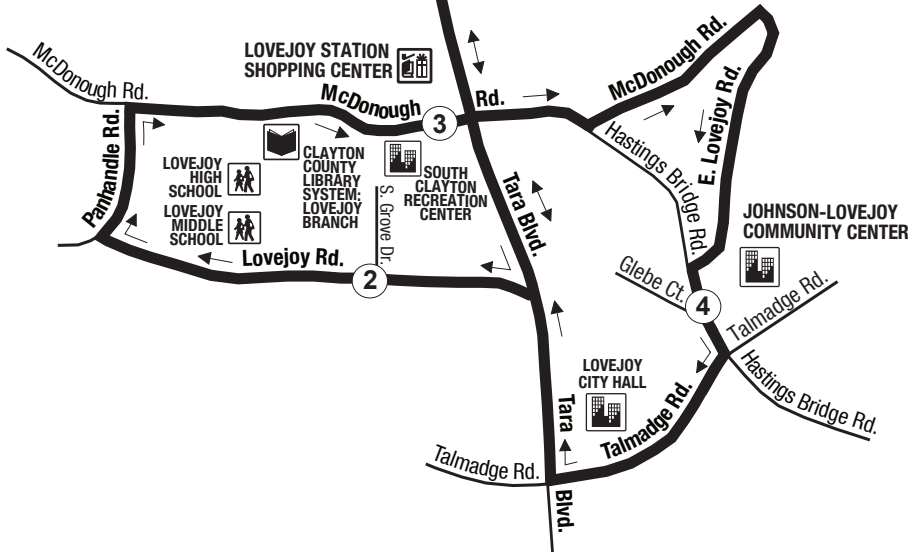 LOVEJOY STATION
SHOPPING CENTER
McDonough Rd.
McDonough Rd.
McDonough
Rd.
3
Panhandle Rd.
E. Lovejoy Rd.
Hastings Bridge Rd.
LOVEJOY
HIGH
SCHOOL
LOVEJOY
MIDDLE
SCHOOL
CLAYTON
COUNTY
LIBRARY
SYSTEM:
LOVEJOY
BRANCH
SOUTH
CLAYTON
RECREATION
CENTER
S. Grove Dr.
Tara Blvd.
Lovejoy Rd.
2
JOHNSON-LOVEJOY
COMMUNITY CENTER
Glebe Ct.
4
Talmadge Rd.
Hastings Bridge Rd.
LOVEJOY
CITY HALL
Tara
Blvd.
Talmadge Rd.
Talmadge Rd.